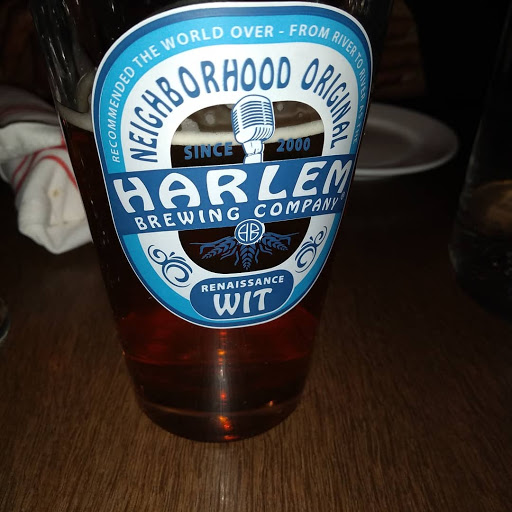 RECOMMENDED THE WORLD OVER - FROM RIVER TO RIVER
NEIGHBORHOOD ORIGINAL
SINCE 2000
HARLEM
BREWING COMPANY
HB
RENAISSANCE
WIT